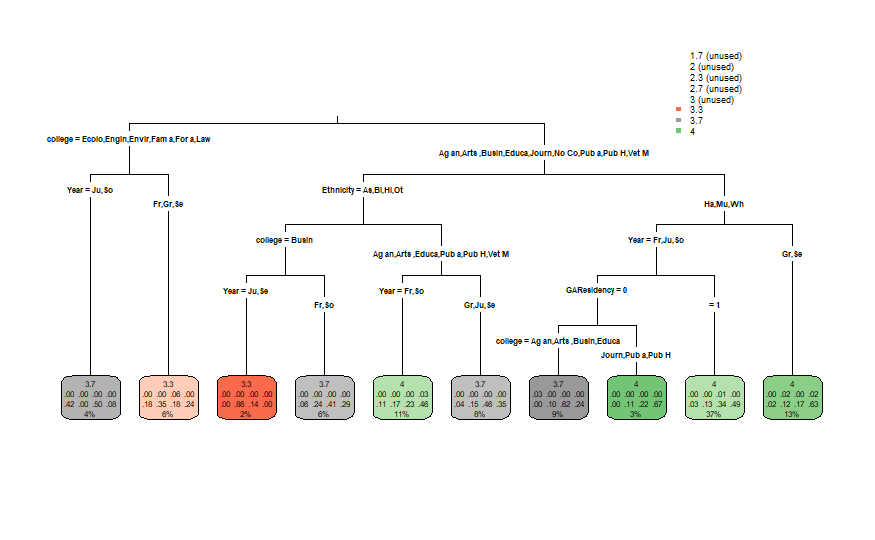 1.7 (unused)
2 (unused)
2.3 (unused)
2.7 (unused)
3 (unused)
3.3
3.7
4
college = Ecolo,Engin,Envir,Fam a,For a,Law
Ag an,Arts ,Busin,Educa,Journ,No Co,Pub a,Pub H,Vet M
Year = Ju,So
Fr,Gr,Se
Ethnicity = As,Bl,Hi,Ot
Ha,Mu,Wh
college = Busin
Ag an,Arts ,Educa,Pub a,Pub H,Vet M
Year = Fr,Ju,So
Gr,Se
Year = Ju,Se
Fr,So
Year = Fr,So
Gr,Ju,Se
GAResidency = 0
= 1
college = Ag an,Arts ,Busin,Educa
Journ,Pub a,Pub H
3.7
.00 .00 .00 .00
.42 .00 .50 .08
4%
3.3
.00 .00 .06 .00
.18 .35 .18 .24
6%
3.3
.00 .00 .00 .00
.00 .86 .14 .00
2%
3.7
.00 .00 .00 .00
.06 .24 .41 .29
6%
4
.00 .00 .00 .03
.11 .17 .23 .46
11%
3.7
.00 .00 .00 .00
.04 .15 .46 .35
8%
3.7
.03 .00 .00 .00
.00 .10 .62 .24
9%
4
.00 .00 .00 .00
.00 .11 .22 .67
3%
4
.00 .00 .01 .00
.03 .13 .34 .49
37%
4
.00 .02 .00 .02
.02 .12 .17 .63
13%